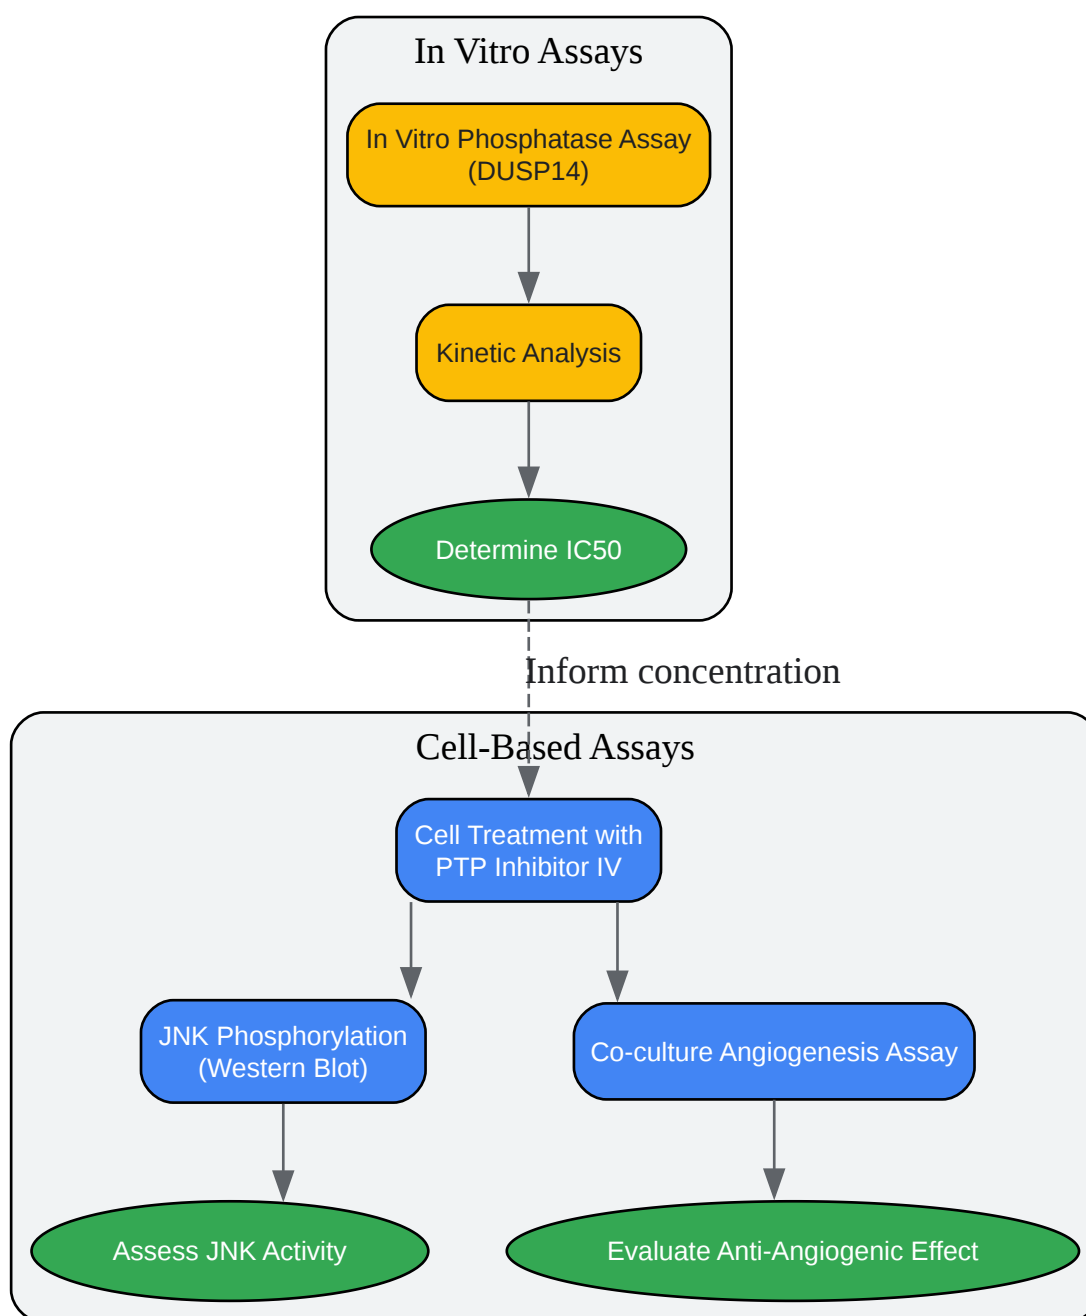 In Vitro Assays
In Vitro Phosphatase Assay
(DUSP14)
Kinetic Analysis
Determine IC50
Inform concentration
Cell-Based Assays
Cell Treatment with
PTP Inhibitor IV
JNK Phosphorylation
(Western Blot)
Co-culture Angiogenesis Assay
Assess JNK Activity
Evaluate Anti-Angiogenic Effect